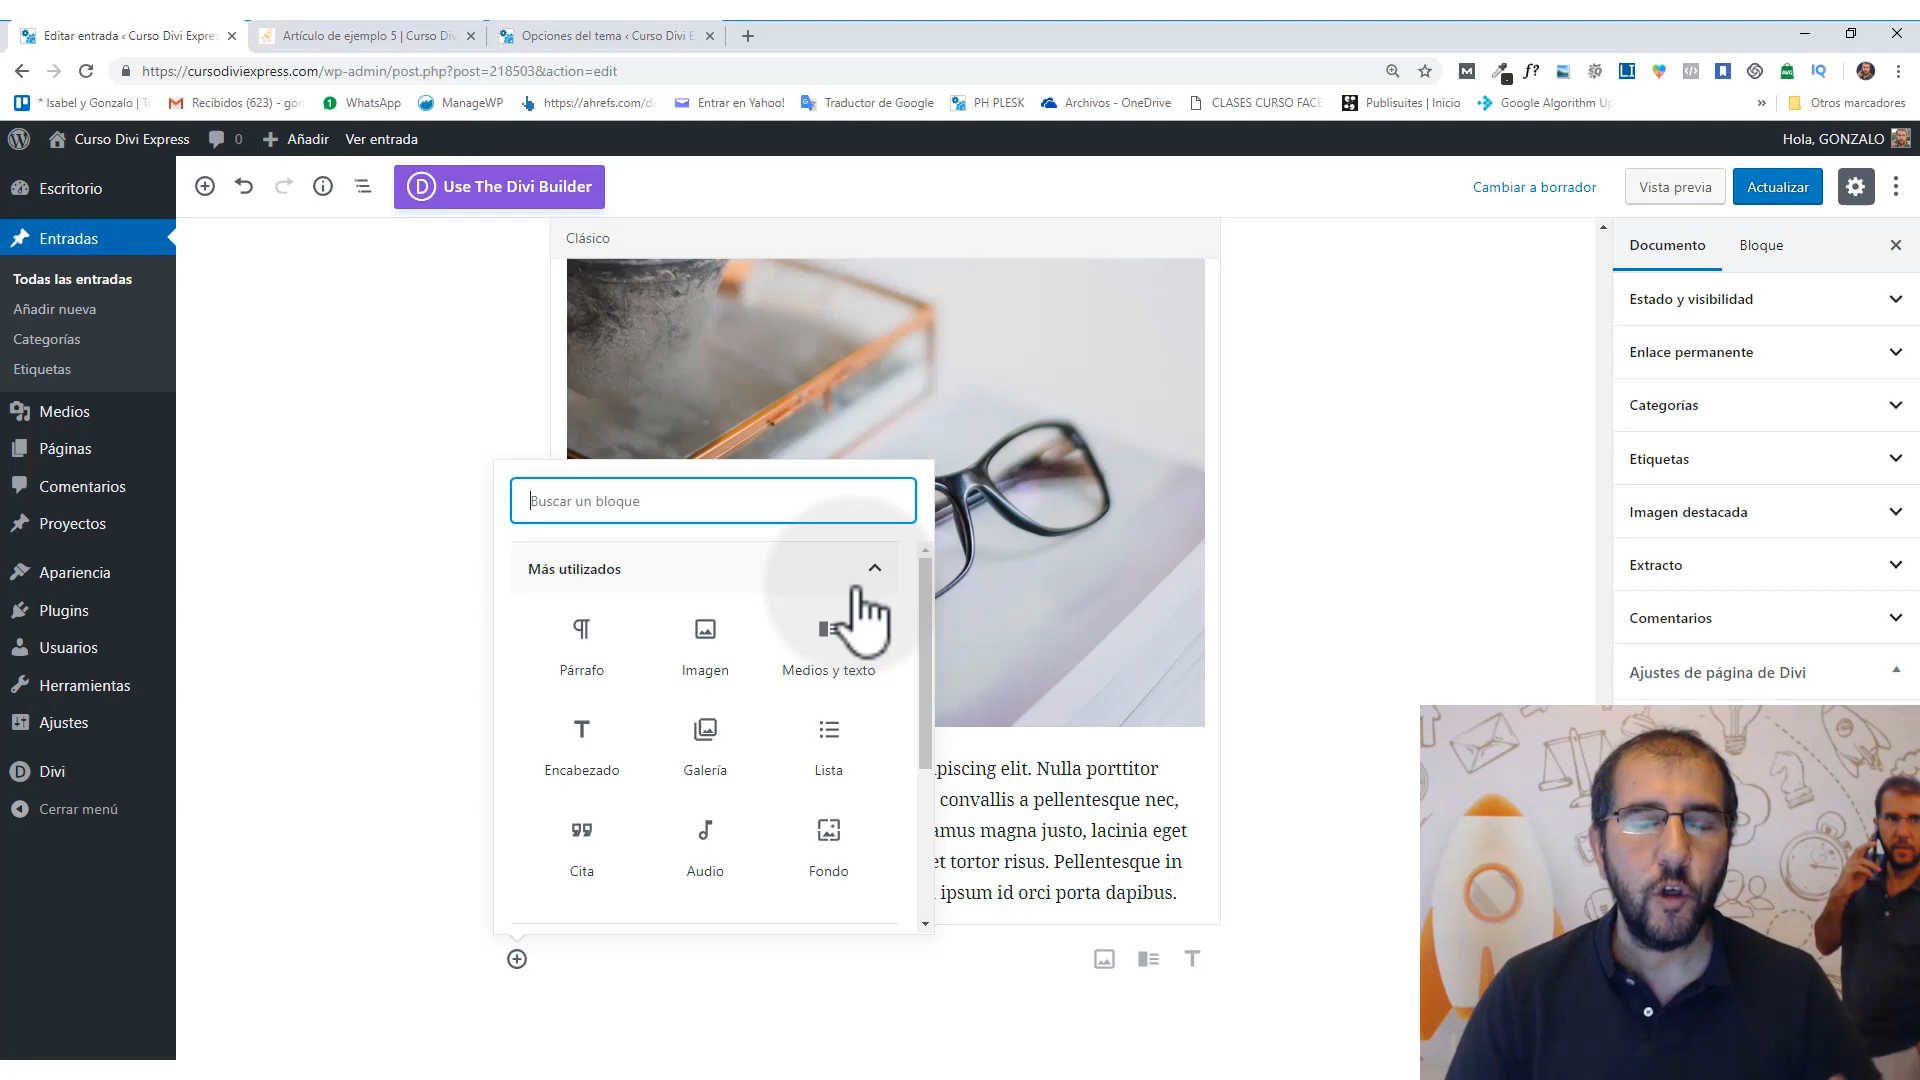 Editar entrada ‹ Curso Divi Expre
Artículo de ejemplo 5 | Curso Div
Opciones del tema ‹ Curso Divi E
https://cursodiviexpress.com/wp-admin/post.php?post=218503&action=edit
* Isabel y Gonzalo | T
Recibidos (623) - gon
WhatsApp
ManageWP
https://ahrefs.com/da
Entrar en Yahoo!
Traductor de Google
PH PLESK
Archivos - OneDrive
CLASES CURSO FACE
Publisuites | Inicio
Google Algorithm Up
»
Otros marcadores
Curso Divi Express
0
Añadir
Ver entrada
Hola, GONZALO
Escritorio
Entradas
Todas las entradas
Añadir nueva
Categorías
Etiquetas
Medios
Páginas
Comentarios
Proyectos
Apariencia
Plugins
Usuarios
Herramientas
Ajustes
Divi
Cerrar menú
D Use The Divi Builder
Cambiar a borrador
Vista previa
Actualizar
Clásico
Buscar un bloque
Más utilizados
Párrafo
Imagen
Medios y texto
Encabezado
Galería
Lista
Cita
Audio
Fondo
piscing elit. Nulla porttitor
convallis a pellentesque nec,
amus magna justo, lacinia eget
et tortor risus. Pellentesque in
ipsum id orci porta dapibus.
Documento
Bloque
Estado y visibilidad
Enlace permanente
Categorías
Etiquetas
Imagen destacada
Extracto
Comentarios
Ajustes de página de Divi